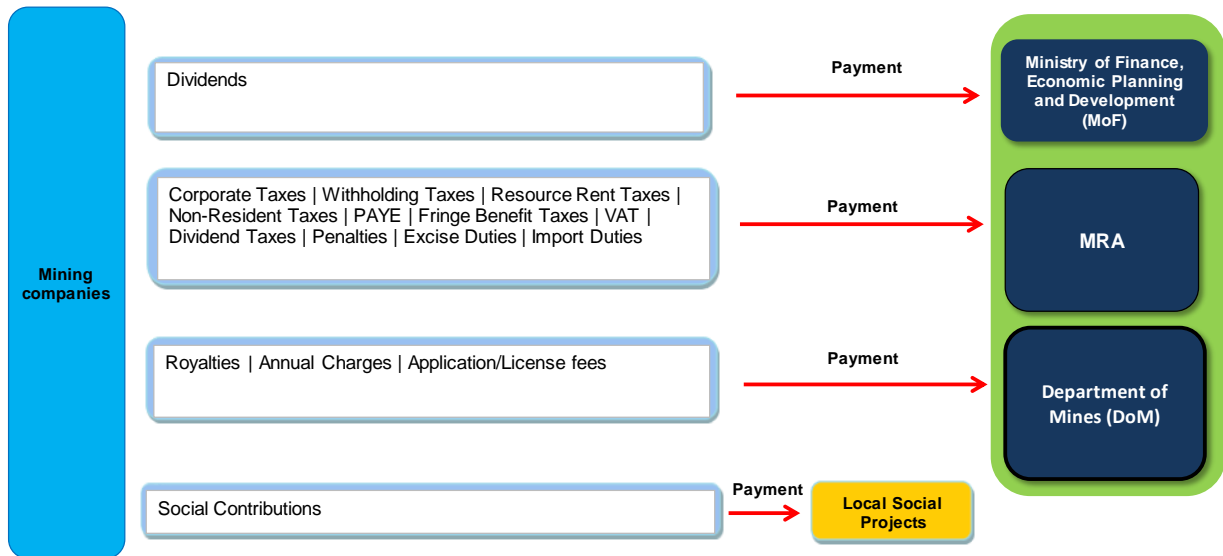 Mining
companies
Dividends
Payment
Ministry of Finance,
Economic Planning
and Development
(MoF)
Corporate Taxes | Withholding Taxes | Resource Rent Taxes |
Non-Resident Taxes | PAYE | Fringe Benefit Taxes | VAT |
Dividend Taxes | Penalties | Excise Duties | Import Duties
Payment
MRA
Royalties | Annual Charges | Application/License fees
Payment
Department of
Mines (DoM)
Social Contributions
Payment
Local Social
Projects